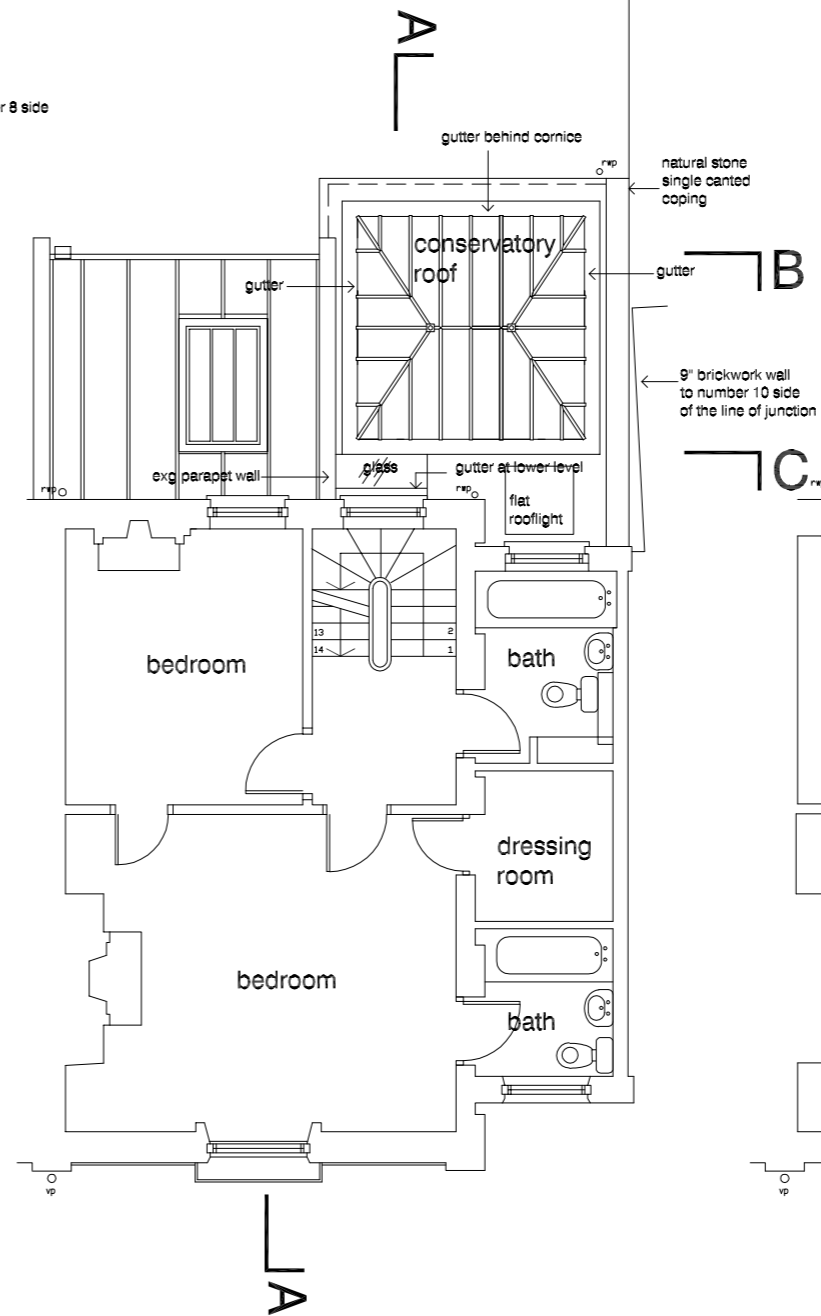 A
r 8 side
gutter behind cornice
rwp
natural stone
single canted
coping
conservatory
roof
B
gutter
gutter
9" brickwork wall
to number 10 side
of the line of junction
exg parapet wall
glass
gutter at lower level
C
rw
rwp
rwp
flat
rooflight
13
2
14
1
bedroom
bath
dressing
room
bedroom
bath
vp
vp
A